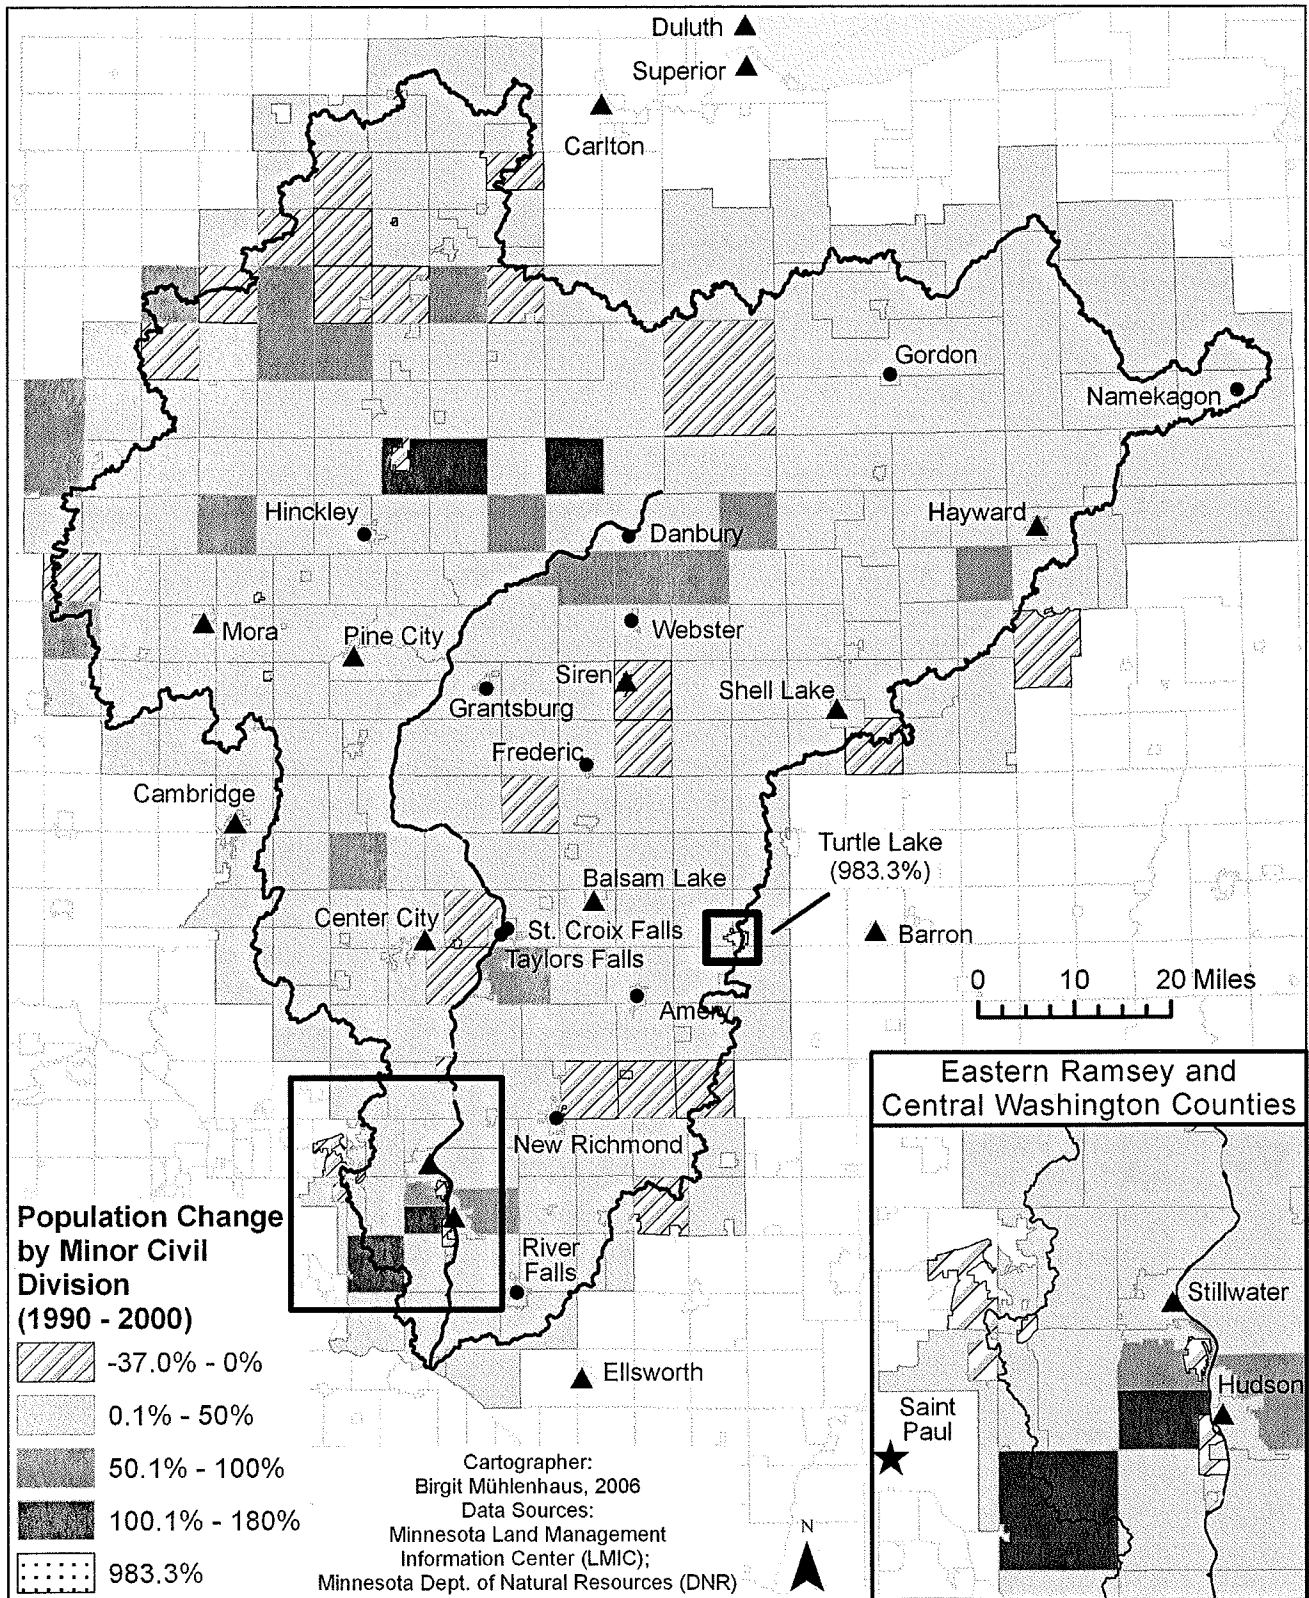 Duluth
Superior
Carlton
Gordon
Namekagon
Hinckley
Hayward
Danbury
Mora
Pine City
Webster
Siren
Shell Lake
Grantsburg
Frederic
Cambridge
Turtle Lake
(983.3%)
Balsam Lake
Center City
St. Croix Falls
Barron
Taylors Falls
0 10 20 Miles
Amery
Eastern Ramsey and
Central Washington Counties
New Richmond
Population Change
by Minor Civil
Division
(1990 - 2000)
-37.0% - 0%
0.1% - 50%
50.1% - 100%
100.1% - 180%
983.3%
River
Falls
Ellsworth
Stillwater
Hudson
Saint
Paul
Cartographer:
Birgit Mühlenhaus, 2006
Data Sources:
Minnesota Land Management
Information Center (LMIC);
Minnesota Dept. of Natural Resources (DNR)
N